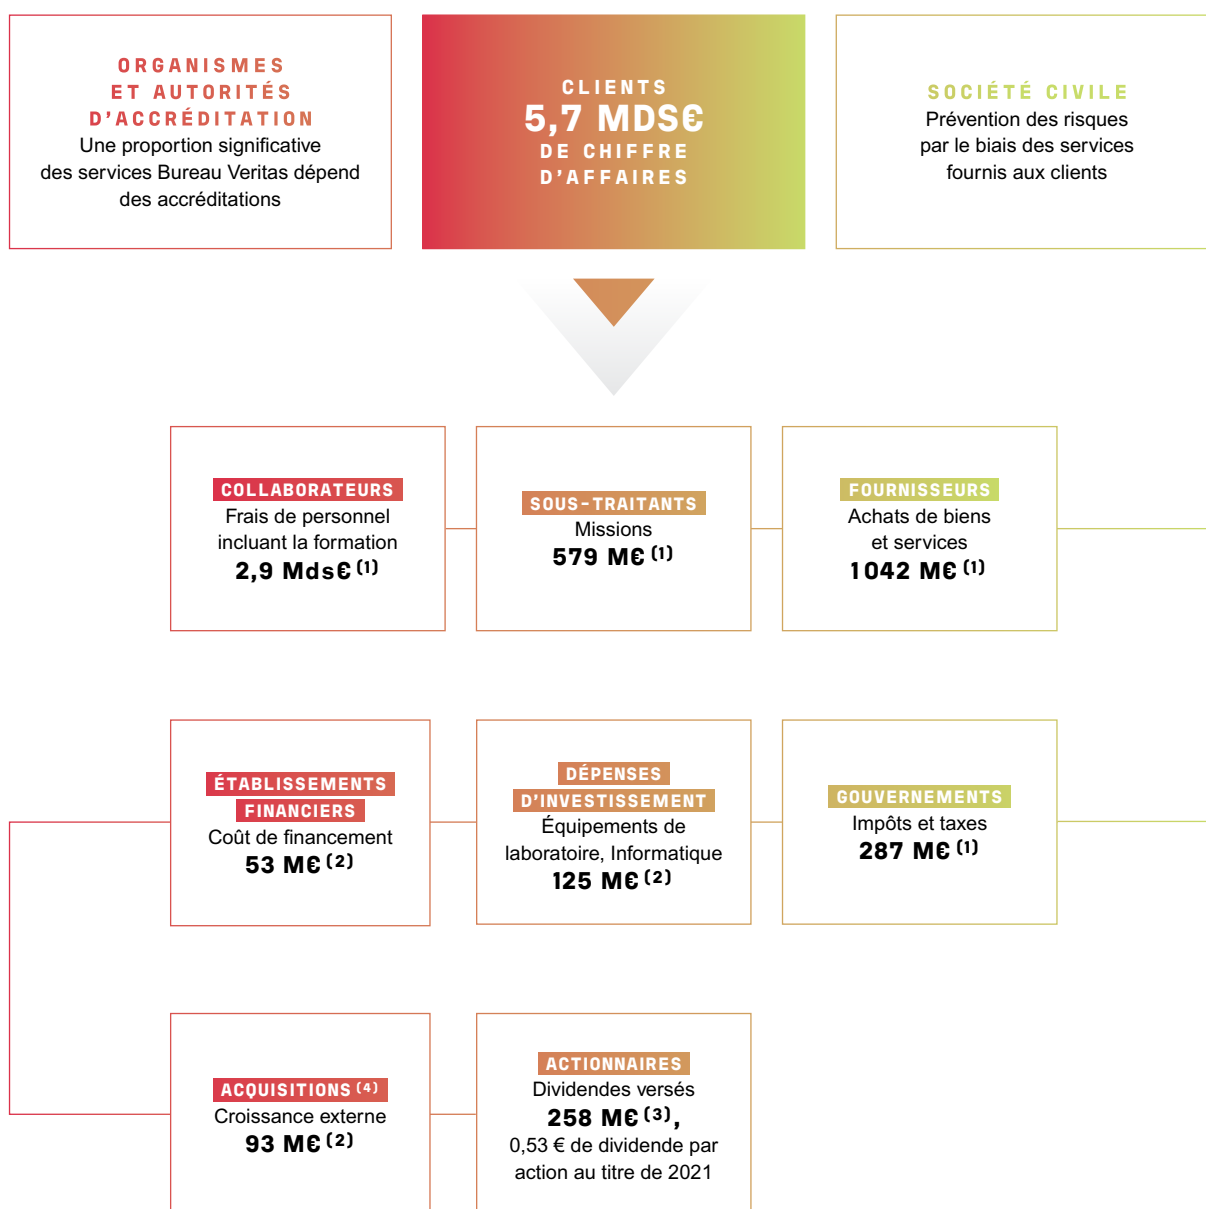 ORGANISMES
ET AUTORITÉS
D'ACCRÉDITATION
Une proportion significative
des services Bureau Veritas dépend
des accréditations
CLIENTS
5,7 MDS€
DE CHIFFRE
D'AFFAIRES
SOCIÉTÉ CIVILE
Prévention des risques
par le biais des services
fournis aux clients
COLLABORATEURS
Frais de personnel
incluant la formation
2,9 Mds€ (1)
SOUS-TRAITANTS
Missions
579 M€ (1)
FOURNISSEURS
Achats de biens
et services
1 042 M€ (1)
ÉTABLISSEMENTS
FINANCIERS
Coût de financement
53 M€ (2)
DÉPENSES
D'INVESTISSEMENT
Équipements de
laboratoire, Informatique
125 M€ (2)
GOUVERNEMENTS
Impôts et taxes
287 M€ (1)
ACQUISITIONS (4)
Croissance externe
93 M€ (2)
ACTIONNAIRES
Dividendes versés
258 M€ (3),
0,53 € de dividende par
action au titre de 2021